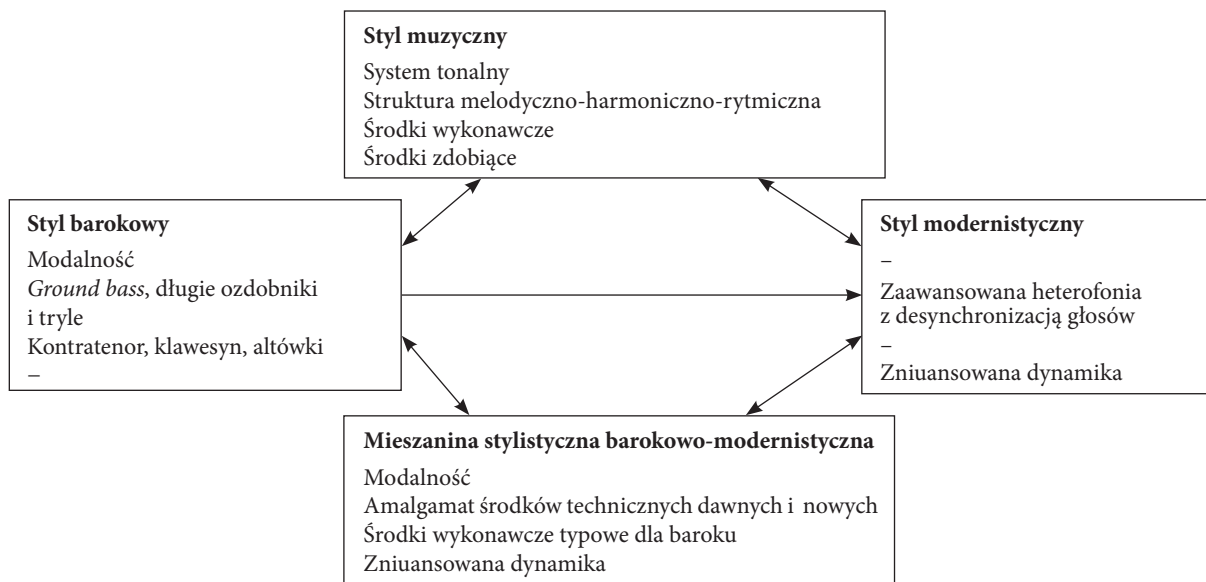 Styl muzyczny
System tonalny
Struktura melodyczno-harmoniczno-rytmiczna
Środki wykonawcze
Środki zdobiące
Styl barokowy
Modalność
Ground bass, długie ozdobniki
i tryle
Kontratenor, klawesyn, altówki
–
Styl modernistyczny
–
Zaawansowana heterofonia
z desynchronizacją głosów
–
Zniuansowana dynamika
Mieszanina stylistyczna barokowo-modernistyczna
Modalność
Amalgamat środków technicznych dawnych i nowych
Środki wykonawcze typowe dla baroku
Zniuansowana dynamika